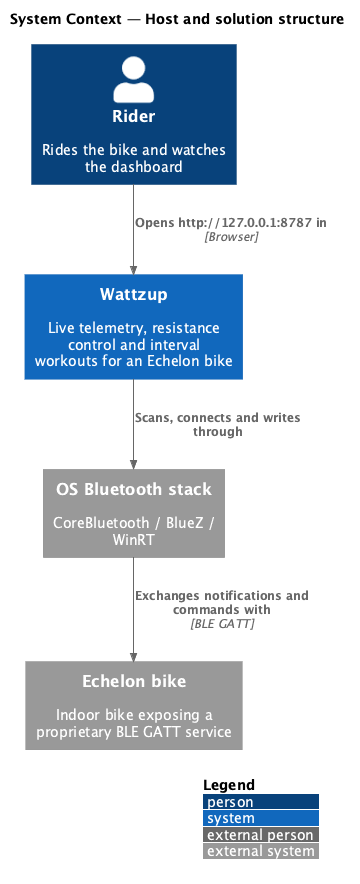 System Context — Host and solution structure
Rider
Rides the bike and watches
the dashboard
Opens http://127.0.0.1:8787 in
[Browser]
Wattzup
Live telemetry, resistance
control and interval
workouts for an Echelon bike
Scans, connects and writes
through
OS Bluetooth stack
CoreBluetooth / BlueZ /
WinRT
Exchanges notifications and
commands with
[BLE GATT]
Echelon bike
Indoor bike exposing a
proprietary BLE GATT service
Legend
person
system
external person
external system